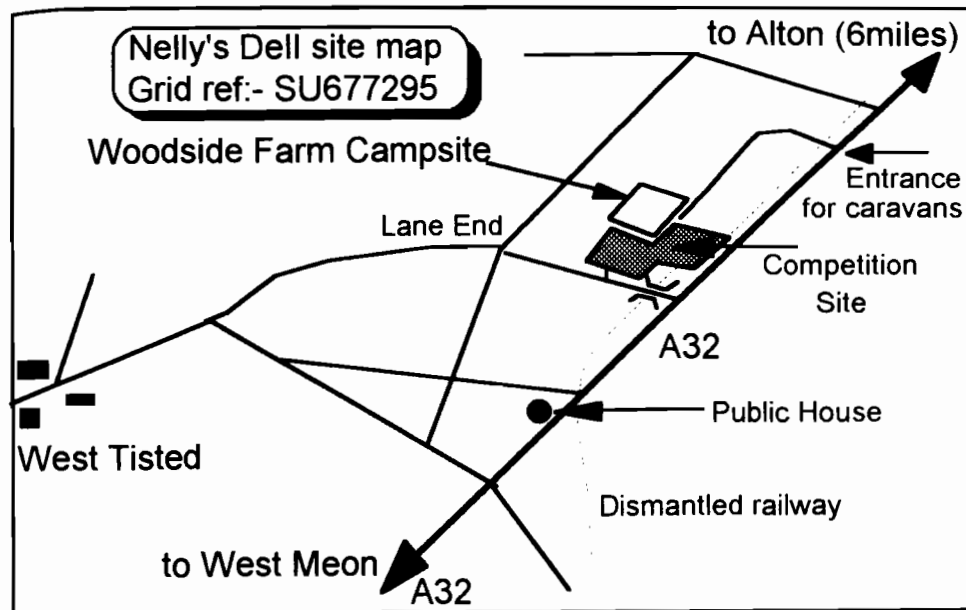 Nelly's Dell site map
Grid ref:- SU677295
to Alton (6miles)
Woodside Farm Campsite
Entrance
for caravans
Lane End
Competition
Site
A32
Public House
West Tisted
Dismantled railway
to West Meon
A32